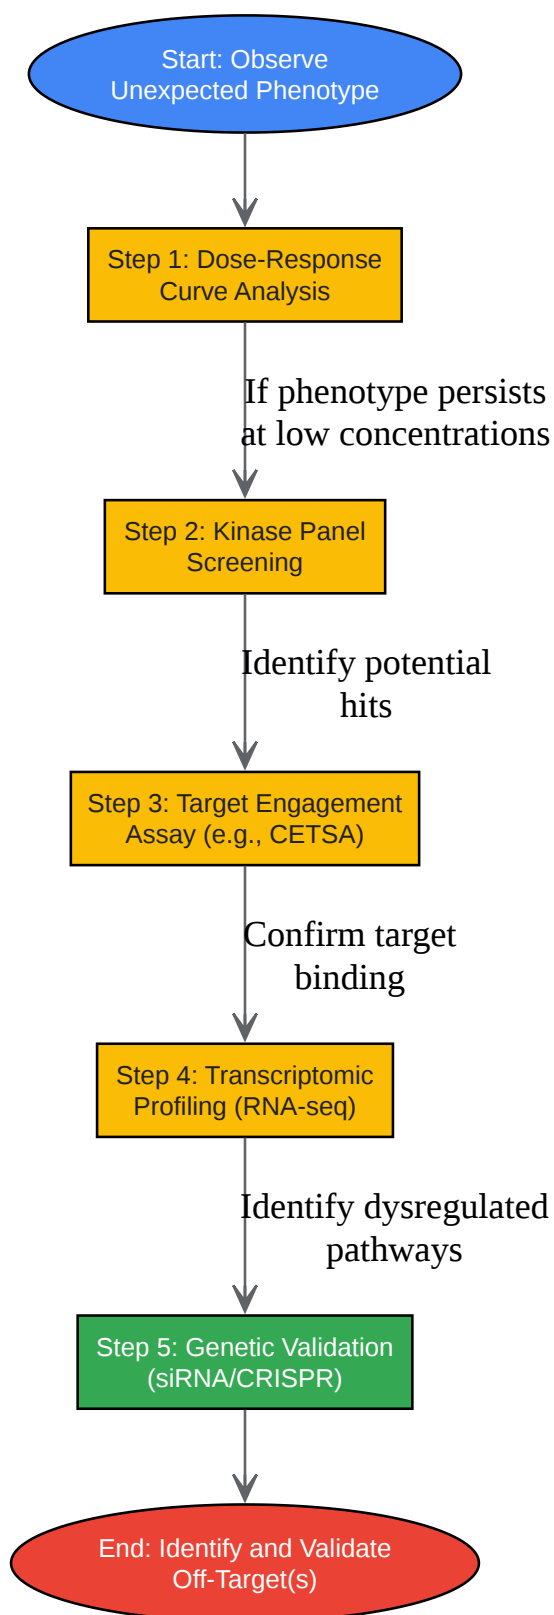 Start: Observe
Unexpected Phenotype
Step 1: Dose-Response
Curve Analysis
If phenotype persists
at low concentrations
Step 2: Kinase Panel
Screening
Identify potential
hits
Step 3: Target Engagement
Assay (e.g., CETSA)
Confirm target
binding
Step 4: Transcriptomic
Profiling (RNA-seq)
Identify dysregulated
pathways
Step 5: Genetic Validation
(siRNA/CRISPR)
End: Identify and Validate
Off-Target(s)